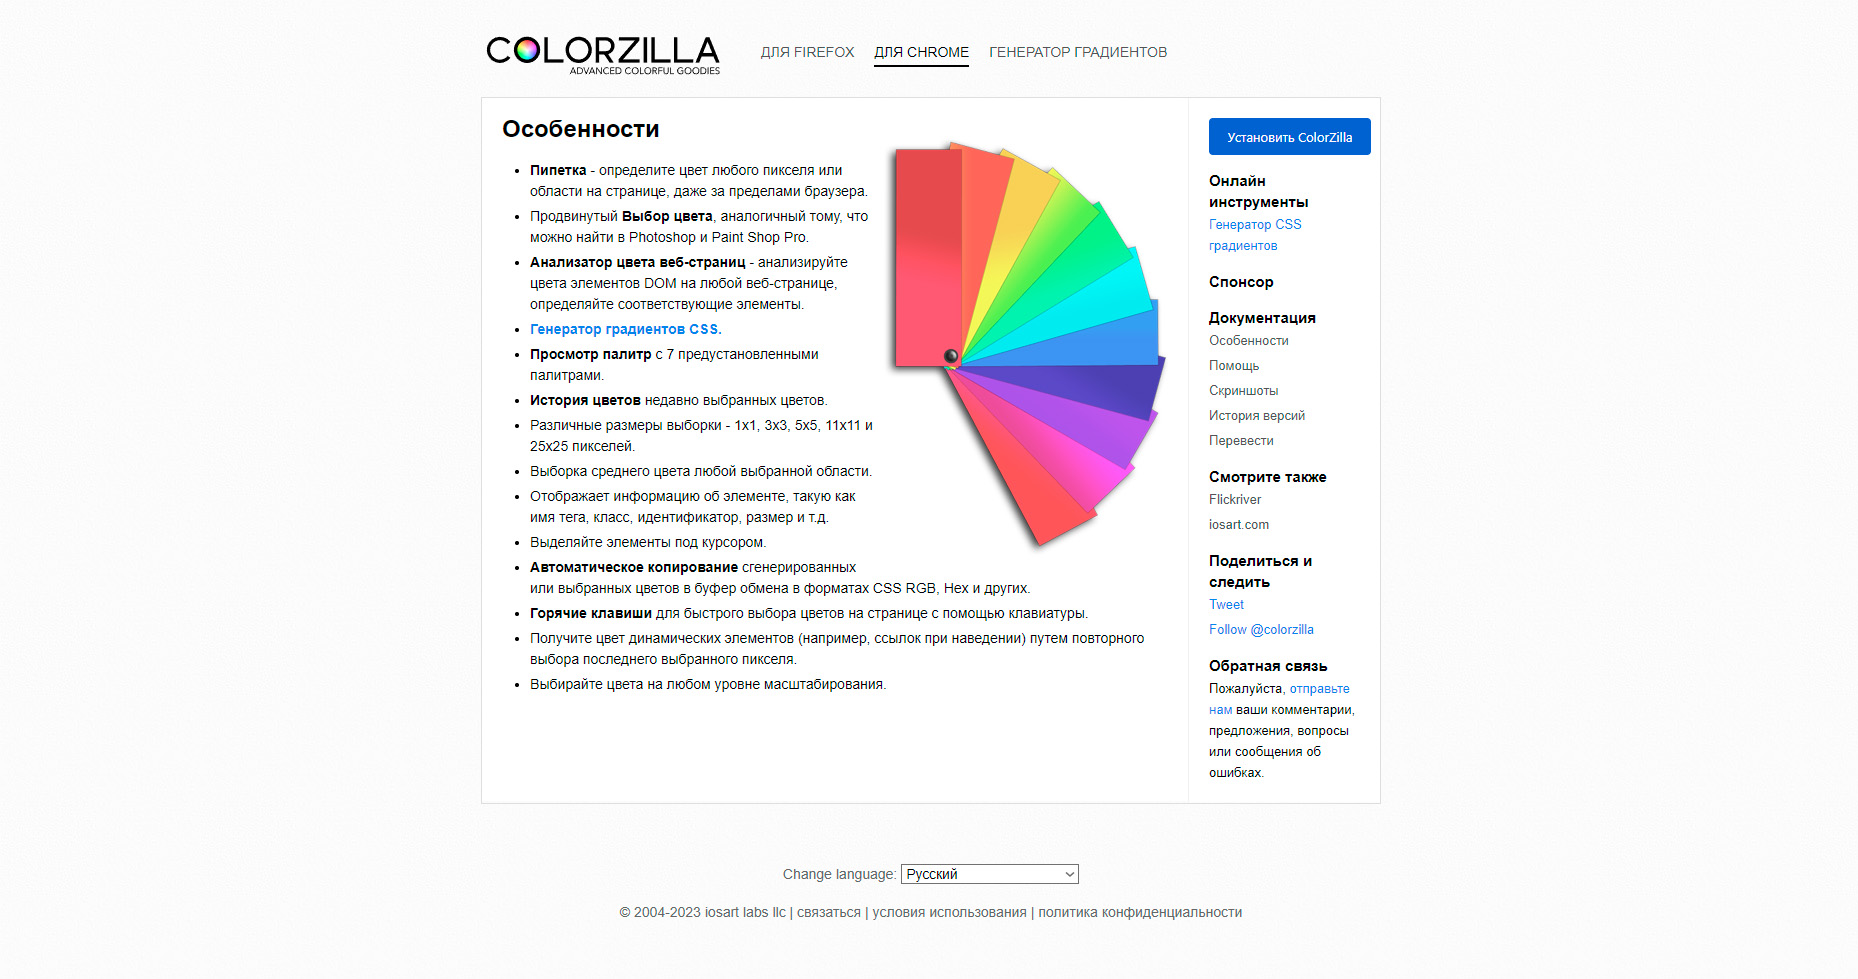 COLORZILLA
ADVANCED COLORFUL GOODIES
ДЛЯ FIREFOX ДЛЯ CHROME ГЕНЕРАТОР ГРАДИЕНТОВ
Особенности
Пипетка - определите цвет любого пикселя или
области на странице, даже за пределами браузера.
Продвинутый Выбор цвета, аналогичный тому, что
можно найти в Photoshop и Paint Shop Pro.
Анализатор цвета веб-страниц - анализируйте
цвета элементов DOM на любой веб-странице,
определяйте соответствующие элементы.
Генератор градиентов CSS.
Просмотр палитр с 7 предустановленными
палитрами.
История цветов недавно выбранных цветов.
Различные размеры выборки - 1x1, 3x3, 5x5, 11x11 и
25x25 пикселей.
Выборка среднего цвета любой выбранной области.
Отображает информацию об элементе, такую как
имя тега, класс, идентификатор, размер и т.д.
Выделяйте элементы под курсором.
Автоматическое копирование сгенерированных
или выбранных цветов в буфер обмена в форматах CSS RGB, Hex и других.
Горячие клавиши для быстрого выбора цветов на странице с помощью клавиатуры.
Получите цвет динамических элементов (например, ссылок при наведении) путем повторного
выбора последнего выбранного пикселя.
Выбирайте цвета на любом уровне масштабирования.
Установить ColorZilla
Онлайн
инструменты
Генератор CSS
градиентов
Спонсор
Документация
Особенности
Помощь
Скриншоты
История версий
Перевести
Смотрите также
Flickriver
iosart.com
Поделиться и
следить
Tweet
Follow @colorzilla
Обратная связь
Пожалуйста, отправьте
нам ваши комментарии,
предложения, вопросы
или сообщения об
ошибках.
Change language: Русский
© 2004-2023 iosart labs llc | связаться | условия использования | политика конфиденциальности